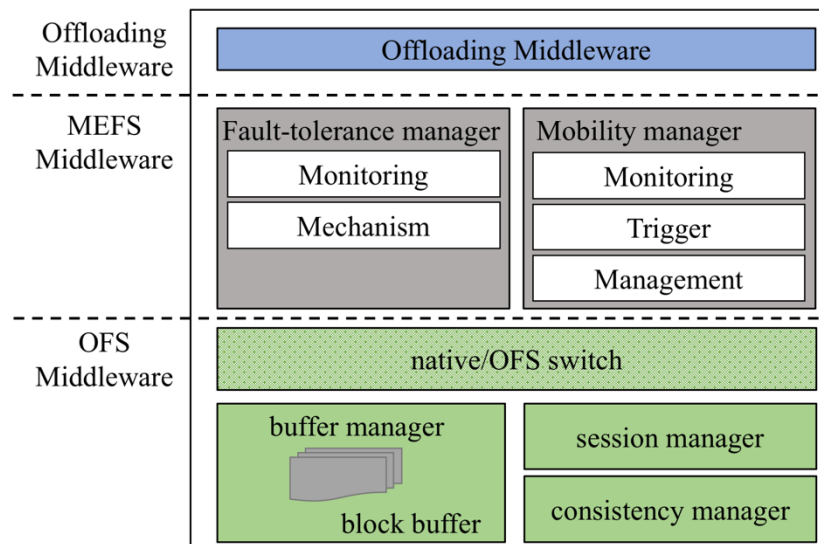 Offloading
Middleware
Offloading Middleware
MEFS
Middleware
Fault-tolerance manager
Monitoring
Mechanism
Mobility manager
Monitoring
Trigger
Management
OFS
Middleware
native/OFS switch
buffer manager
block buffer
session manager
consistency manager